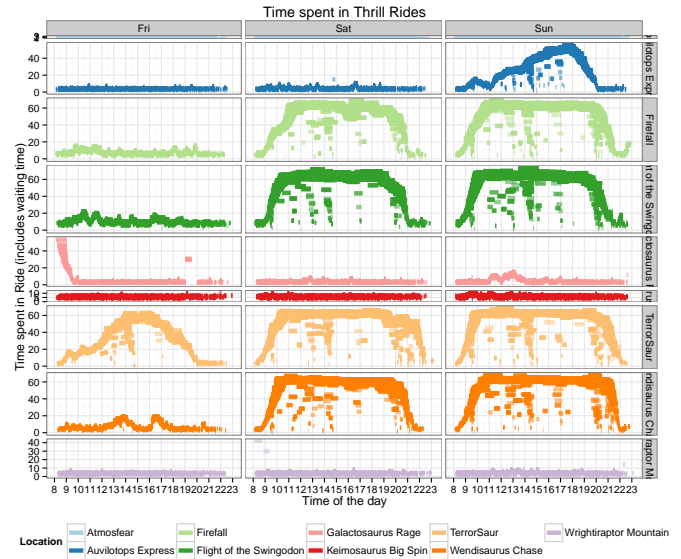 Time spent in Thrill Rides
Fri Sat Sun
40
20
0
60
40
20
0
Firefall
60
40
20
0
40
20
0
60
40
20
0
TerrorSaur
60
40
20
0
40
30
20
10
0
Time spent in Ride (includes waiting time)
8 9 1011121314151617181920212223 8 9 1011121314151617181920212223 8 9 1011121314151617181920212223
Time of the day
Location
Atmosfear Firefall Galactosaurus Rage TerrorSaur Wrightiraptor Mountain
Auvilotops Express Flight of the Swingodon Keimosaurus Big Spin Wendisaurus Chase